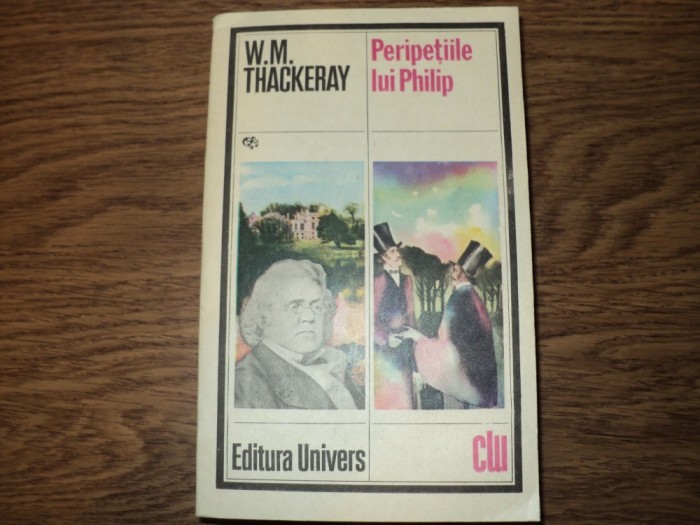 W.M.
THACKERAY
Peripețiile
lui Philip
Editura Univers
clu